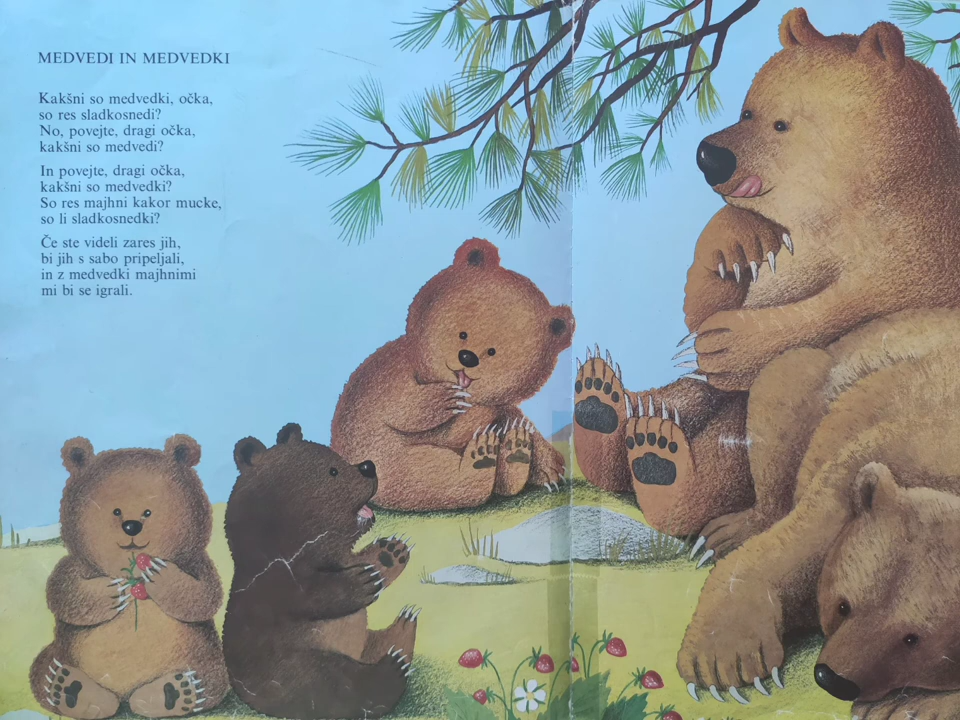 MEDVEDI IN MEDVEDKI
Kakšni so medvedki, očka,
so res sladkosnedi?
No, povejte, dragi očka,
kakšni so medvedi?
In povejte, dragi očka,
kakšni so medvedki?
So res majhni kakor mucke,
so li sladkosnedki?
Če ste videli zares jih,
bi jih s sabo pripeljali,
in z medvedki majhnimi
mi bi se igrali.